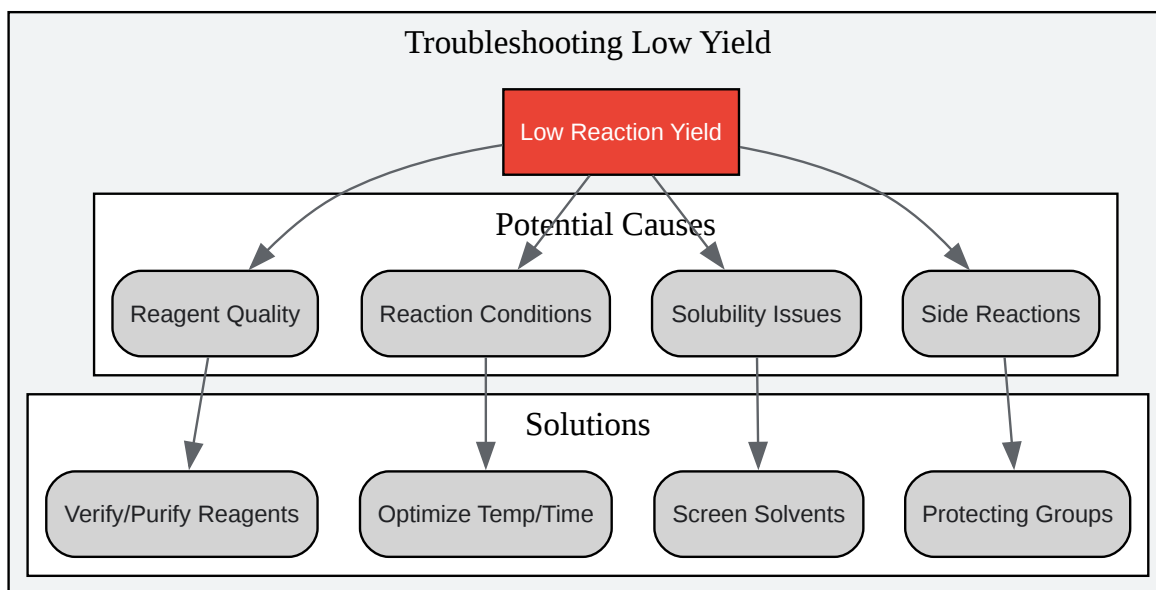 Troubleshooting Low Yield
Low Reaction Yield
Potential Causes
Reagent Quality
Reaction Conditions
Solubility Issues
Side Reactions
Solutions
Verify/Purify Reagents
Optimize Temp/Time
Screen Solvents
Protecting Groups